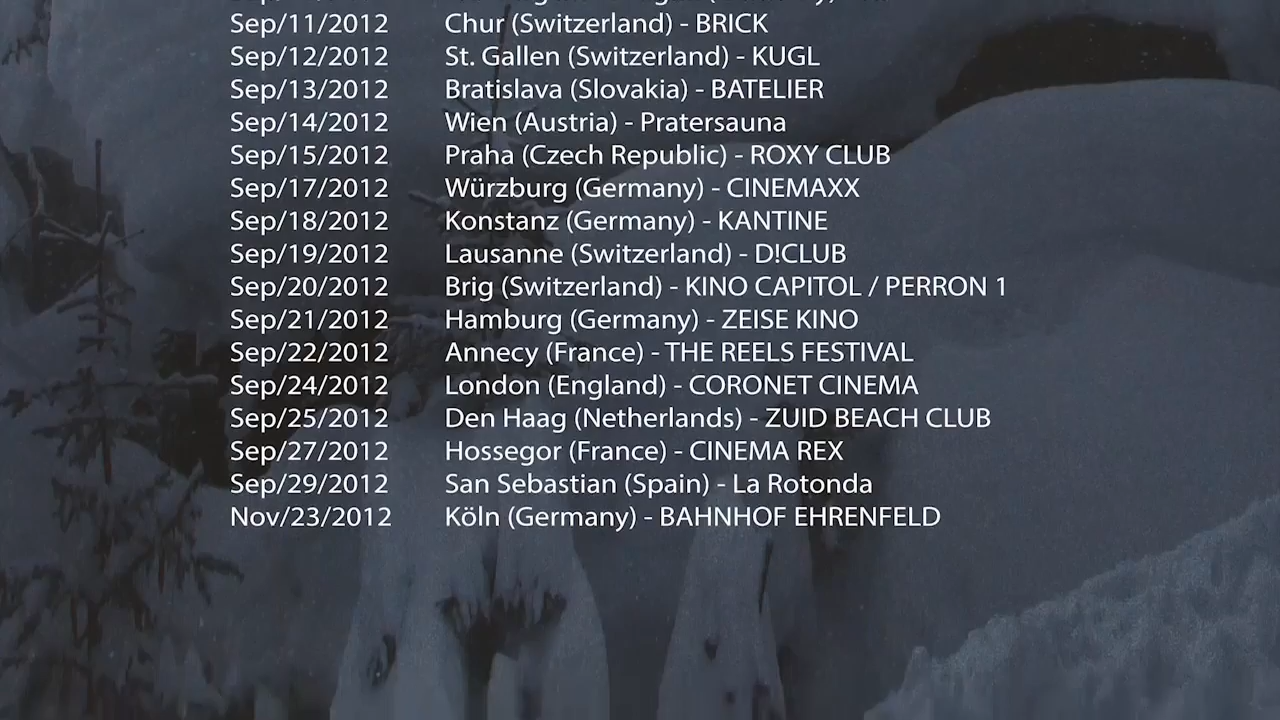 Sep/11/2012 Chur (Switzerland) - BRICK
Sep/12/2012 St. Gallen (Switzerland) - KUGL
Sep/13/2012 Bratislava (Slovakia) - BATELIER
Sep/14/2012 Wien (Austria) - Pratersauna
Sep/15/2012 Praha (Czech Republic) - ROXY CLUB
Sep/17/2012 Würzburg (Germany) - CINEMAXX
Sep/18/2012 Konstanz (Germany) - KANTINE
Sep/19/2012 Lausanne (Switzerland) - D!CLUB
Sep/20/2012 Brig (Switzerland) - KINO CAPITOL / PERRON 1
Sep/21/2012 Hamburg (Germany) - ZEISE KINO
Sep/22/2012 Annecy (France) - THE REELS FESTIVAL
Sep/24/2012 London (England) - CORONET CINEMA
Sep/25/2012 Den Haag (Netherlands) - ZUID BEACH CLUB
Sep/27/2012 Hossegor (France) - CINEMA REX
Sep/29/2012 San Sebastian (Spain) - La Rotonda
Nov/23/2012 Köln (Germany) - BAHNHOF EHRENFELD